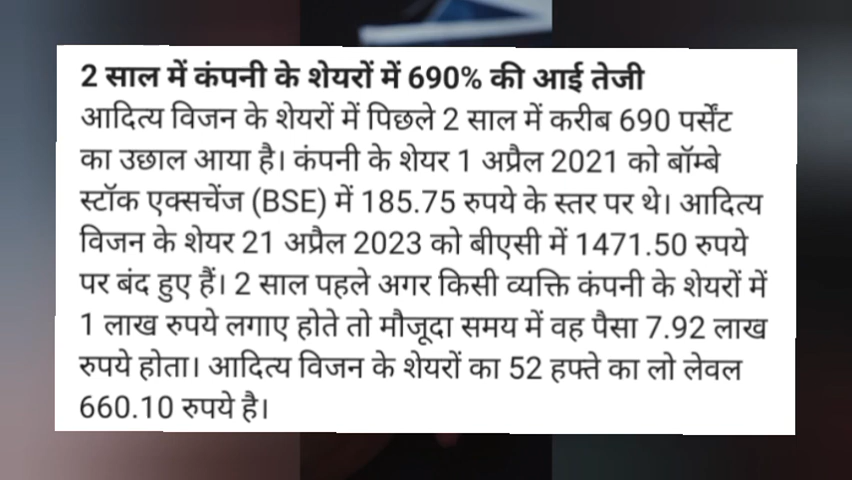 2 साल में कंपनी के शेयरों में 690% की आई तेजी
आदित्य विजन के शेयरों में पिछले 2 साल में करीब 690 पर्सेंट
का उछाल आया है। कंपनी के शेयर 1 अप्रैल 2021 को बॉम्बे
स्टॉक एक्सचेंज (BSE) में 185.75 रुपये के स्तर पर थे। आदित्य
विजन के शेयर 21 अप्रैल 2023 को बीएसी में 1471.50 रुपये
पर बंद हुए हैं। 2 साल पहले अगर किसी व्यक्ति कंपनी के शेयरों में
1 लाख रुपये लगाए होते तो मौजूदा समय में वह पैसा 7.92 लाख
रुपये होता। आदित्य विजन के शेयरों का 52 हफ्ते का लो लेवल
660.10 रुपये है।